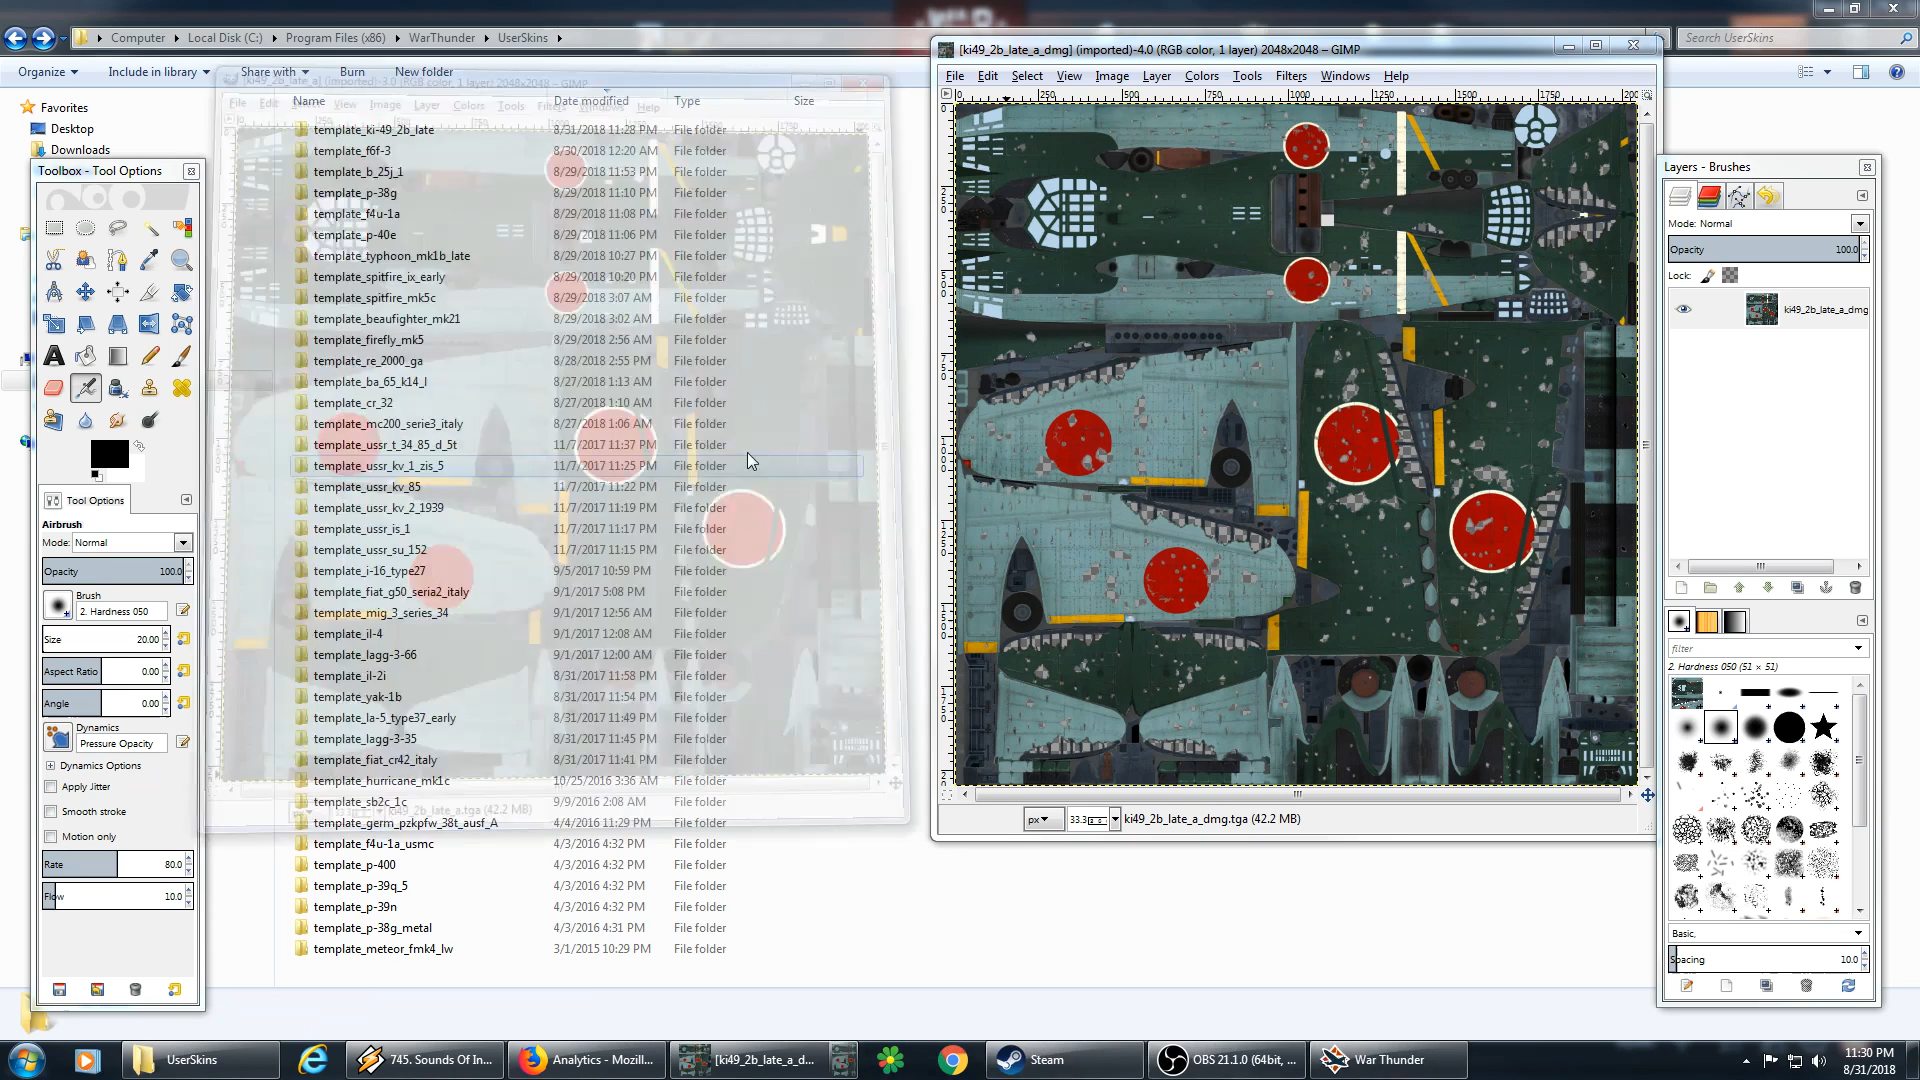 Computer
Local Disk (C:)
Program Files (x86)
WarThunder
UserSkins
Search UserSkins
Organize
Include in library
Share with
Burn
New folder
[ki49_2b_late_a] (imported)-3.0 (RGB color, 1 layer) 2048x2048 – GIMP
Name
Date modified
Type
Size
Favorites
Desktop
Downloads
template_ki-49_2b_late 8/31/2018 11:28 PM File folder
template_f6f-3 8/30/2018 12:20 AM File folder
template_b_25j_1 8/29/2018 11:53 PM File folder
template_p-38g 8/29/2018 11:10 PM File folder
template_f4u-1a 8/29/2018 11:08 PM File folder
template_p-40e 8/29/2018 11:06 PM File folder
template_typhoon_mk1b_late 8/29/2018 10:27 PM File folder
template_spitfire_ix_early 8/29/2018 10:20 PM File folder
template_spitfire_mk5c 8/29/2018 3:07 AM File folder
template_beaufighter_mk21 8/29/2018 3:02 AM File folder
template_firefly_mk5 8/29/2018 2:56 AM File folder
template_re_2000_ga 8/28/2018 2:55 PM File folder
template_ba_65_k14_l 8/27/2018 1:13 AM File folder
template_cr_32 8/27/2018 1:10 AM File folder
template_mc200_serie3_italy 8/27/2018 1:06 AM File folder
template_ussr_t_34_85_d_5t 11/7/2017 11:37 PM File folder
template_ussr_kv_1_zis_5 11/7/2017 11:25 PM File folder
template_ussr_kv_85 11/7/2017 11:22 PM File folder
template_ussr_kv_2_1939 11/7/2017 11:19 PM File folder
template_ussr_is_1 11/7/2017 11:17 PM File folder
template_ussr_su_152 11/7/2017 11:15 PM File folder
template_i-16_type27 9/5/2017 10:59 PM File folder
template_fiat_g50_seria2_italy 9/1/2017 5:08 PM File folder
template_mig_3_series_34 9/1/2017 12:56 AM File folder
template_il-4 9/1/2017 12:08 AM File folder
template_lagg-3-66 9/1/2017 12:00 AM File folder
template_il-2i 8/31/2017 11:58 PM File folder
template_yak-1b 8/31/2017 11:54 PM File folder
template_la-5_type37_early 8/31/2017 11:49 PM File folder
template_lagg-3-35 8/31/2017 11:45 PM File folder
template_fiat_cr42_italy 8/31/2017 11:41 PM File folder
template_hurricane_mk1c 10/25/2016 3:36 AM File folder
template_sb2c_1c 9/9/2016 2:08 AM File folder
template_germ_pzkpfw_38t_ausf_A 4/4/2016 11:29 PM File folder
template_f4u-1a_usmc 4/3/2016 4:32 PM File folder
template_p-400 4/3/2016 4:32 PM File folder
template_p-39q_5 4/3/2016 4:32 PM File folder
template_p-39n 4/3/2016 4:32 PM File folder
template_p-38g_metal 4/3/2016 4:31 PM File folder
template_meteor_fmk4_lw 3/1/2015 10:29 PM File folder
ki49_2b_late_a.tga (42.2 MB)
Toolbox - Tool Options
Tool Options
Airbrush
Mode: Normal
Opacity 100.0
Brush
2. Hardness 050
Size 20.00
Aspect Ratio 0.00
Angle 0.00
Dynamics
Pressure Opacity
Dynamics Options
Apply Jitter
Smooth stroke
Motion only
Rate 80.0
Flow 10.0
[ki49_2b_late_a_dmg] (imported)-4.0 (RGB color, 1 layer) 2048x2048 – GIMP
File Edit Select View Image Layer Colors Tools Filters Windows Help
0 250 500 750 1000 1250 1500 1750
px 33.3 ki49_2b_late_a_dmg.tga (42.2 MB)
Layers - Brushes
Mode: Normal
Opacity 100.0
Lock:
ki49_2b_late_a_dmg
filter
2. Hardness 050 (51 × 51)
Basic,
Spacing 10.0
UserSkins
745. Sounds Of In...
Analytics - Mozill...
[ki49_2b_late_a_d...
Steam
OBS 21.1.0 (64bit, ...
War Thunder
11:30 PM
8/31/2018